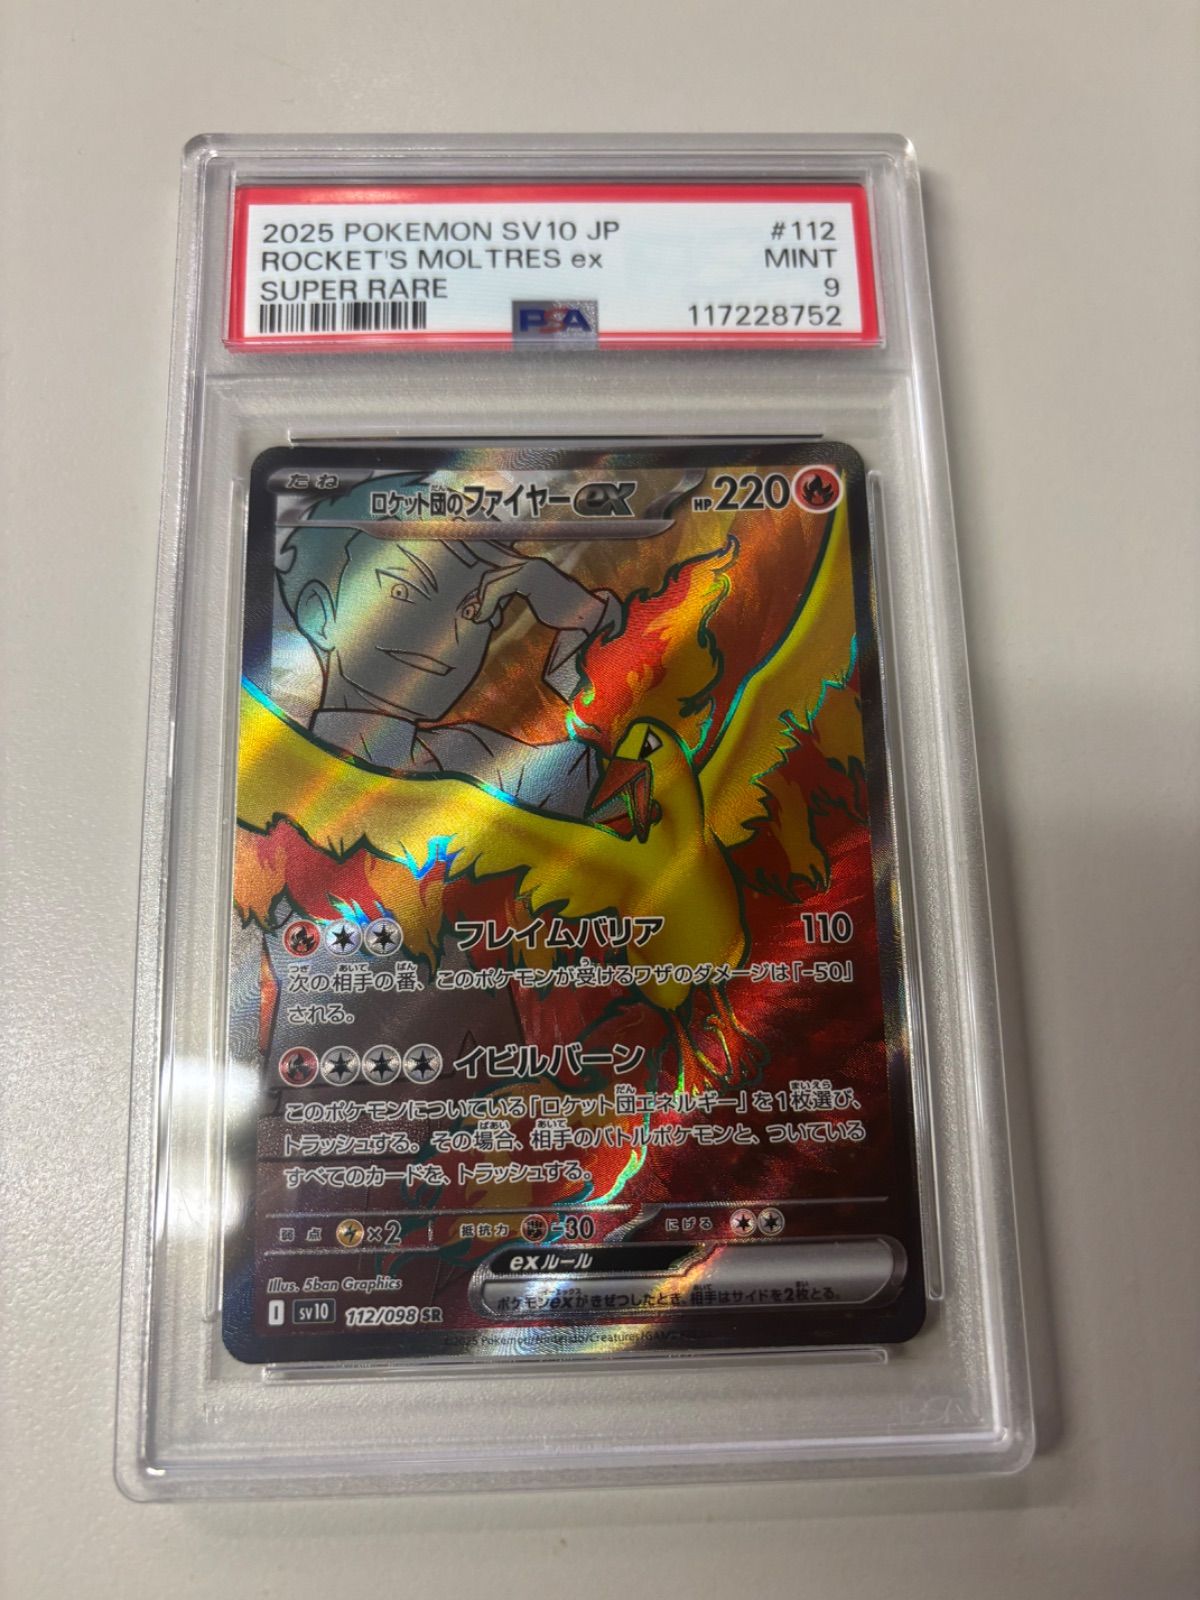 2025 POKEMON SV10 JP #112
ROCKET'S MOLTRES ex MINT
SUPER RARE 9
PSA 117228752
たね ロケット団のファイヤーex HP220
フレイムバリア 110
次の相手の番、このポケモンが受けるワザのダメージは「-50」
される。
イビルバーン
このポケモンについている「ロケット団エネルギー」を1枚選び、
トラッシュする。その場合、相手のバトルポケモンと、ついている
すべてのカードを、トラッシュする。
弱点 ×2 抵抗力 -30 にげる
exルール
ポケモンexがきぜつしたとき、相手はサイドを2枚とる。
Illus. 5ban Graphics
I sv10 112/098 SR
©2025 Pokémon/Nintendo/Creatures/GAME